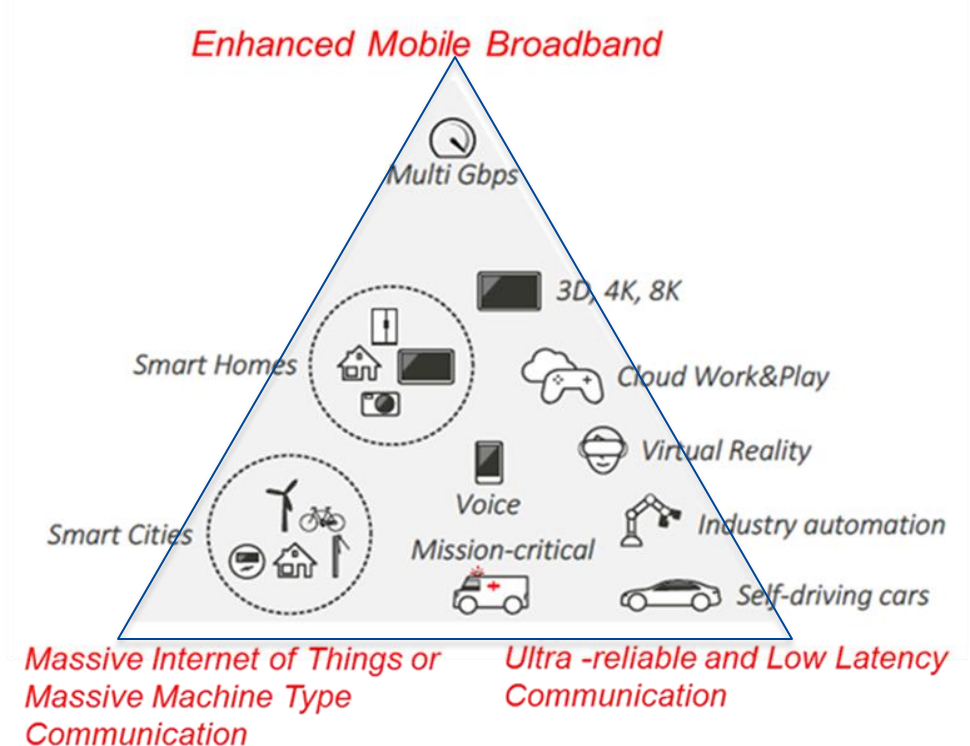 Enhanced Mobile Broadband
Multi Gbps
3D, 4K, 8K
Smart Homes
Cloud Work&Play
Virtual Reality
Voice
Smart Cities
Industry automation
Mission-critical
Self-driving cars
Massive Internet of Things or
Massive Machine Type
Communication
Ultra -reliable and Low Latency
Communication